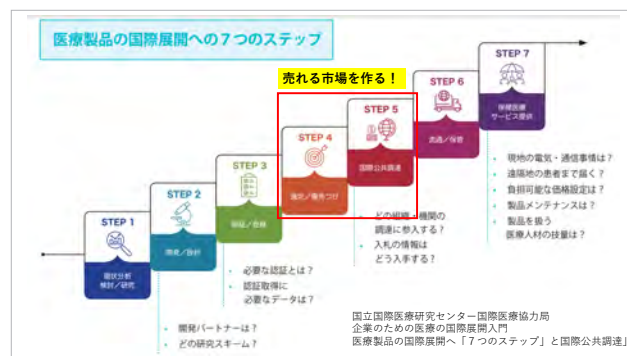 医療製品の国際展開への7つのステップ
売れる市場を作る！
STEP 1
現状分析
検討／研究
STEP 2
開発／設計
STEP 3
認証／登録
STEP 4
選択／優先づけ
STEP 5
国際公共調達
STEP 6
流通／保管
STEP 7
保健医療
サービス提供
・ 開発パートナーは？
・ どの研究スキーム？
・ 必要な認証とは？
・ 認証取得に
必要なデータは？
・ どの組織・機関の
調達に参入する？
・ 入札の情報は
どう入手する？
・ 現地の電気・通信事情は？
・ 遠隔地の患者まで届く？
・ 負担可能な価格設定は？
・ 製品メンテナンスは？
・ 製品を扱う
医療人材の技量は？
国立国際医療研究センター国際医療協力局
企業のための医療の国際展開入門
医療製品の国際展開へ「７つのステップ」と国際公共調達」